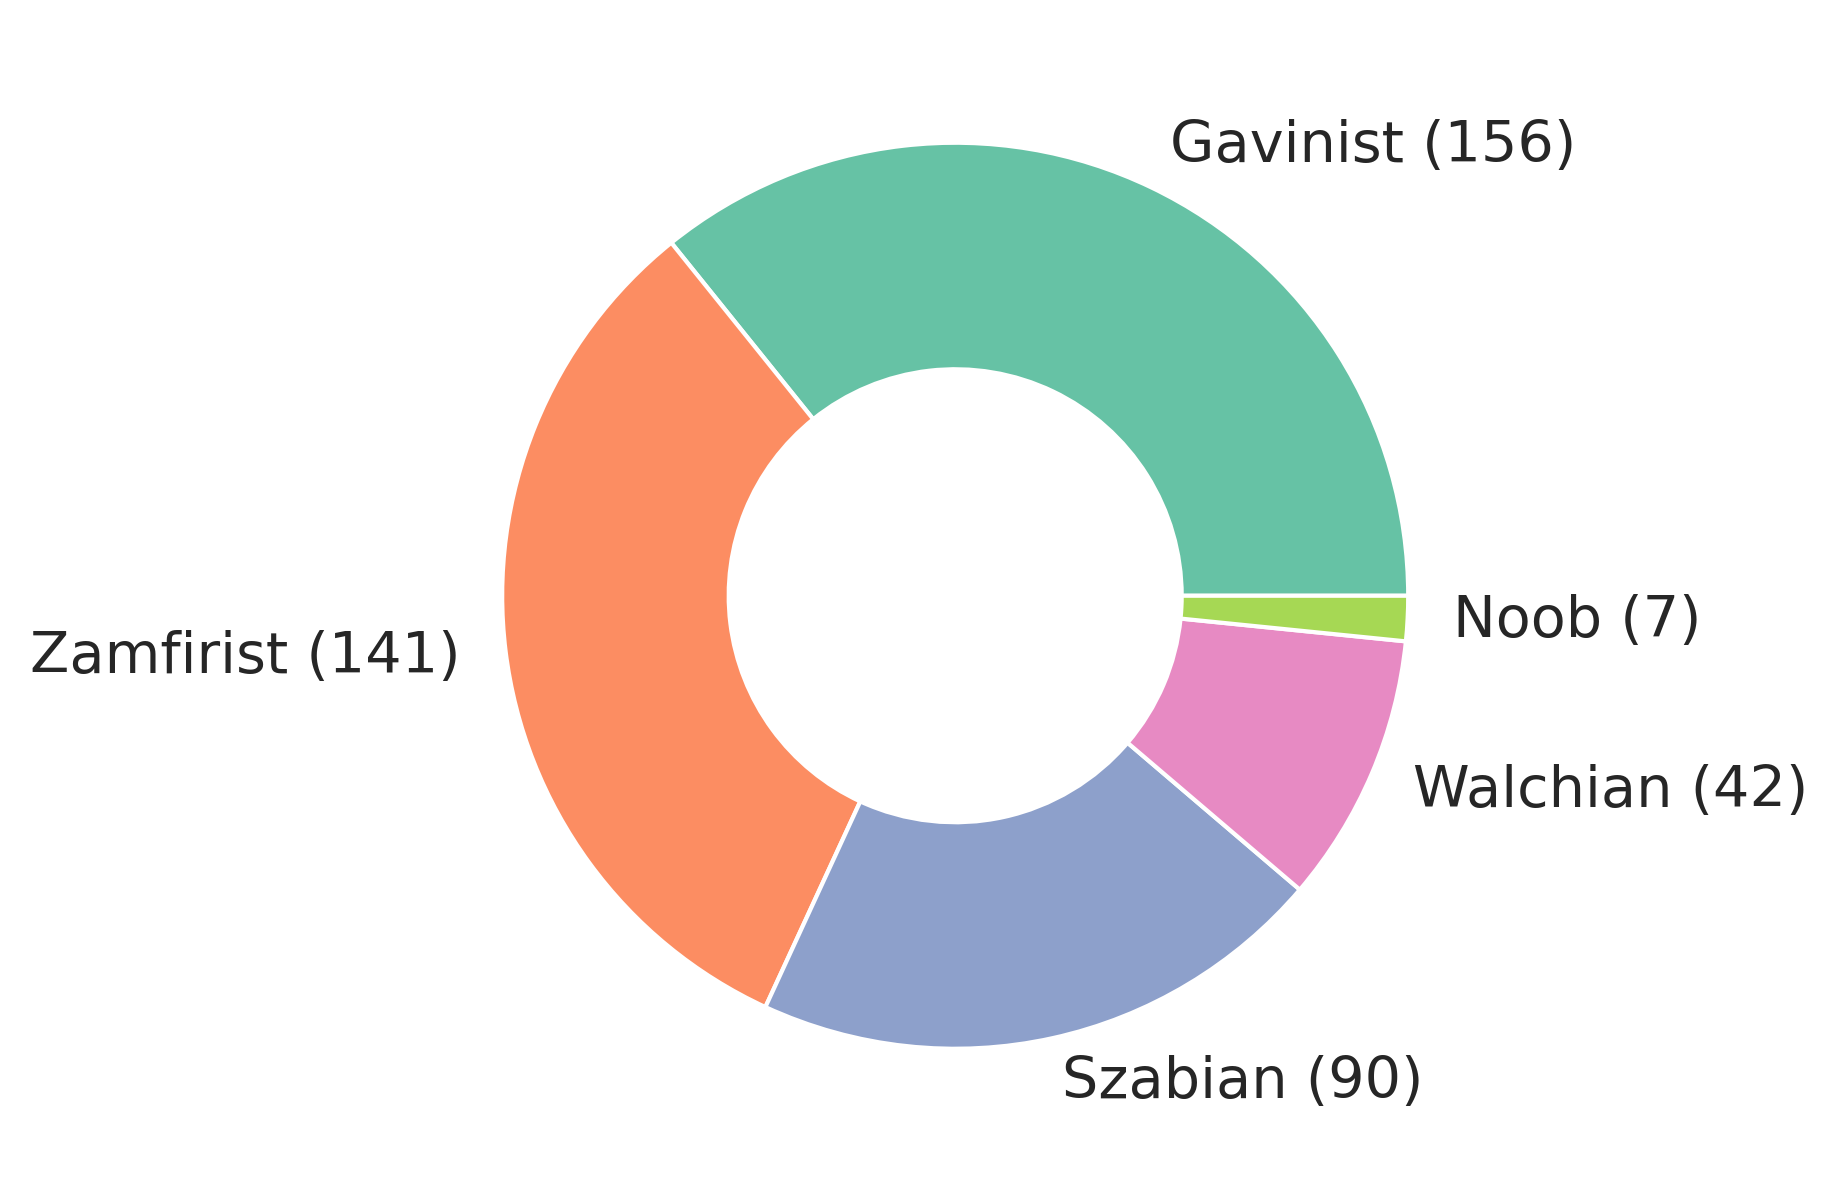 Gavinist (156)
Noob (7)
Zamfirist (141)
Walchian (42)
Szabian (90)